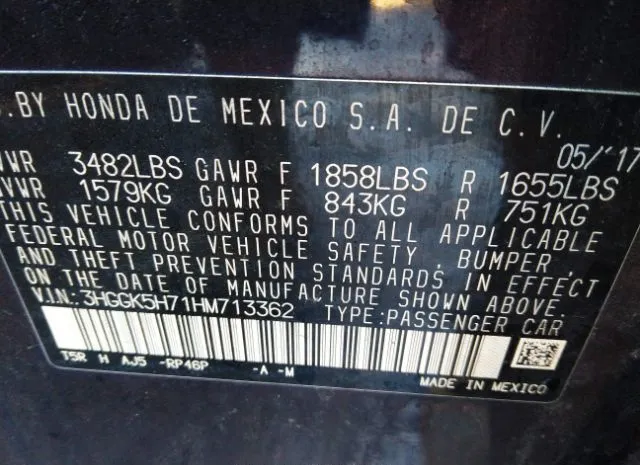 .BY HONDA DE MEXICO S.A. DE C.V.
05/'17
VWR 3482LBS GAWR F 1858LBS R 1655LBS
VWR 1579KG GAWR F 843KG R 751KG
THIS VEHICLE CONFORMS TO ALL APPLICABLE
FEDERAL MOTOR VEHICLE SAFETY, BUMPER,
AND THEFT PREVENTION STANDARDS IN EFFECT
ON THE DATE OF MANUFACTURE SHOWN ABOVE.
V.I.N.: 3HGGK5H71HM713362 TYPE:PASSENGER CAR
T5R H AJ5 -RP46P -A -M
MADE IN MEXICO